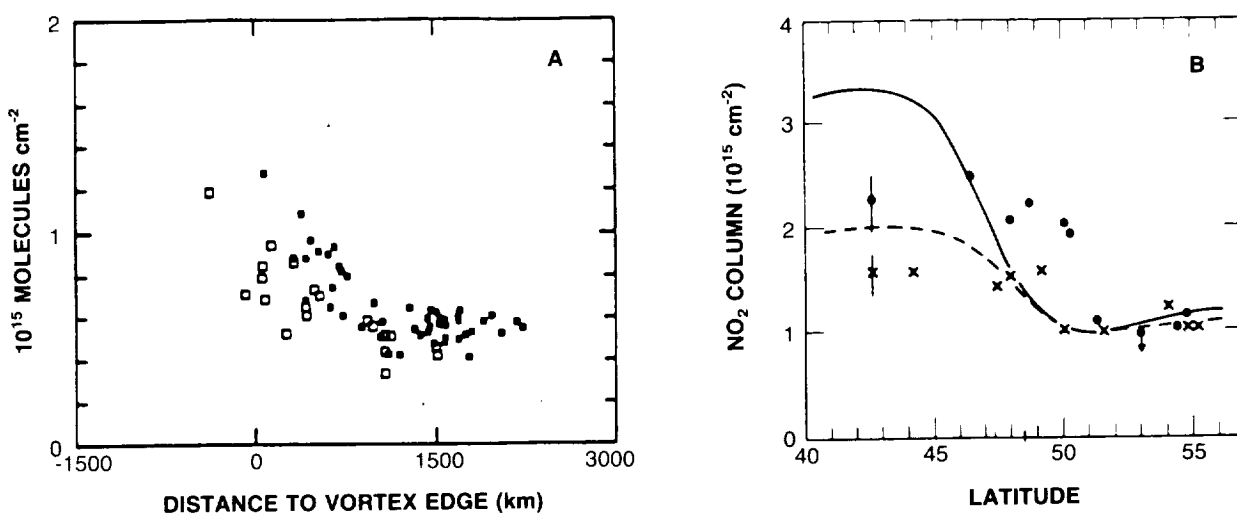 A
2
1
0
10¹⁵ MOLECULES cm⁻²
-1500
0
1500
3000
DISTANCE TO VORTEX EDGE (km)
B
4
3
2
1
0
NO₂ COLUMN (10¹⁵ cm⁻²)
40
45
50
55
LATITUDE